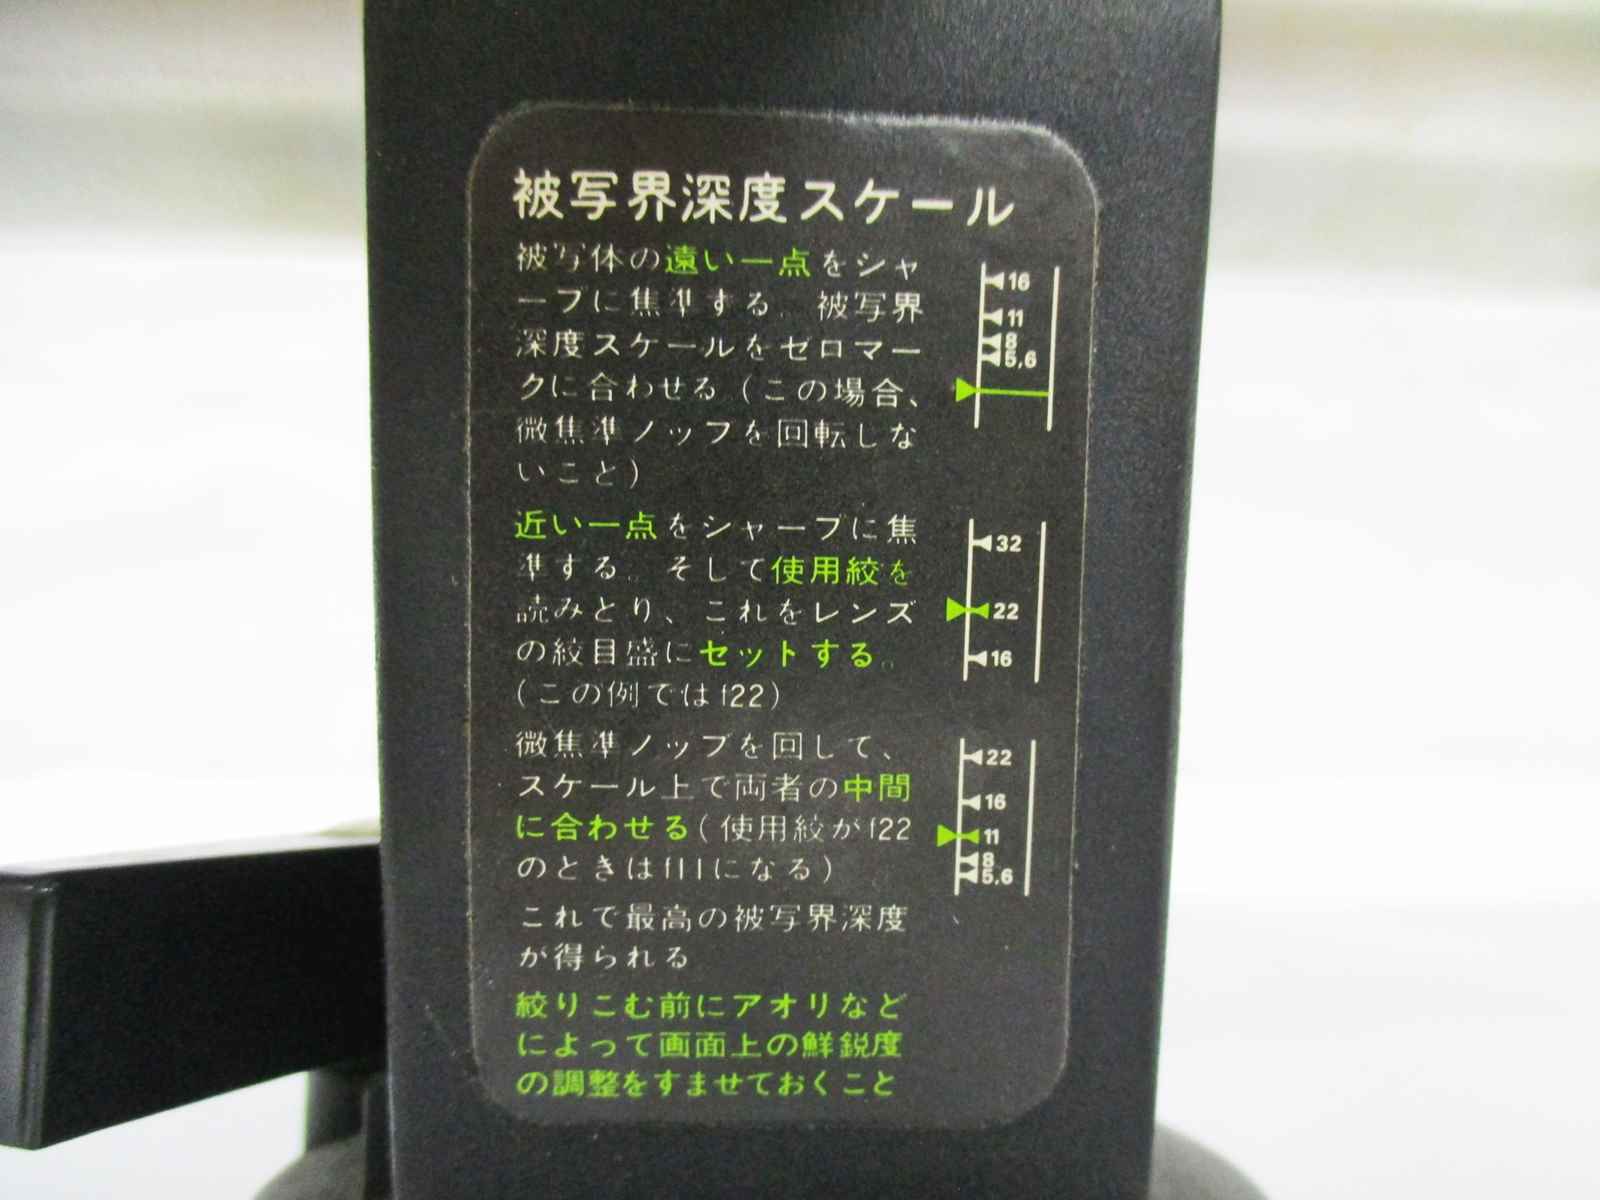 被写界深度スケール
被写体の遠い一点をシャ
ープに焦準する。被写界
深度スケールをゼロマー
クに合わせる(この場合、
微焦準ノッブを回転しな
いこと)
16
11
8
5,6
近い一点をシャープに焦
準する。そして使用絞を
読みとり、これをレンズ
の絞目盛にセットする。
(この例ではf22)
32
22
16
微焦準ノッブを回して、
スケール上で両者の中間
に合わせる(使用絞がf22
のときはf11になる)
22
16
11
8
5,6
これで最高の被写界深度
が得られる
絞りこむ前にアオリなど
によって画面上の鮮鋭度
の調整をすませておくこと